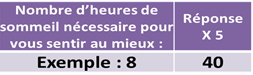 Nombre d'heures de
sommeil nécessaire pour
vous sentir au mieux :
Réponse
X 5
Exemple : 8
40